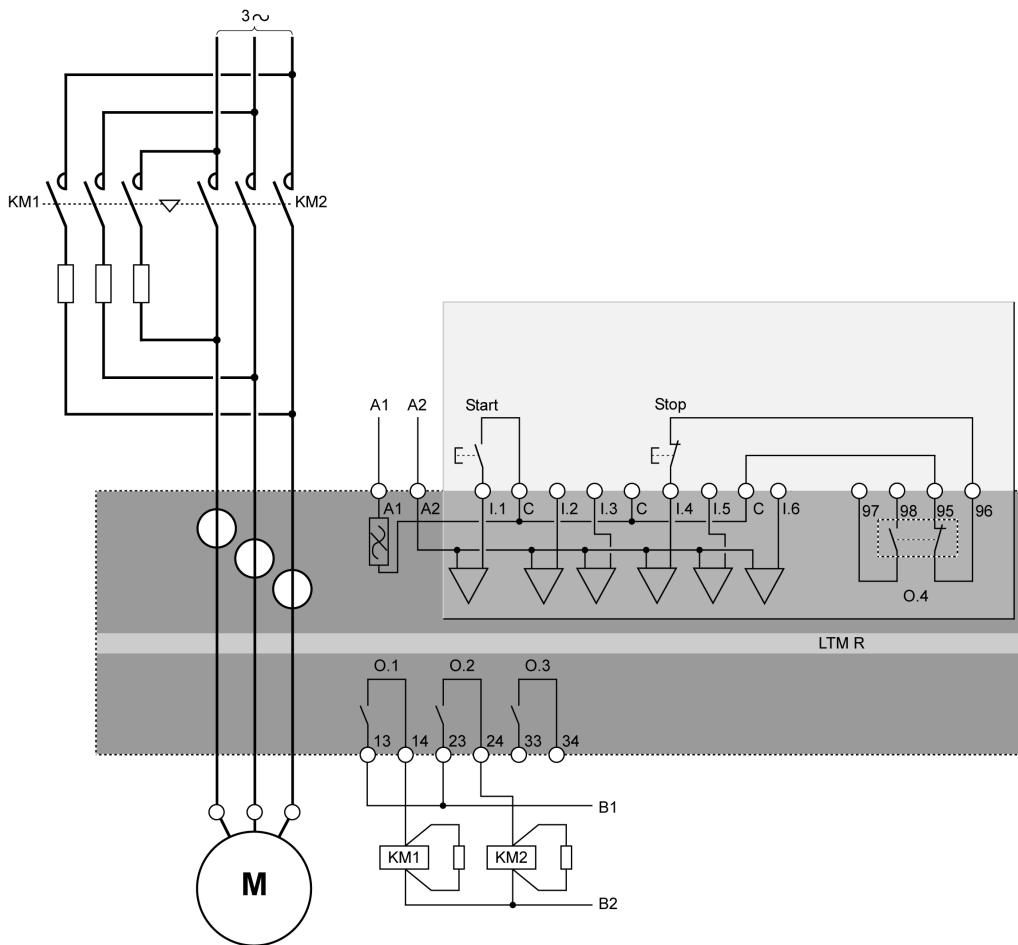 3∼
KM1
KM2
A1 A2 Start Stop
A1 A2 I.1 C I.2 I.3 C I.4 I.5 C I.6 97 98 95 96
O.4
LTM R
O.1 O.2 O.3
13 14 23 24 33 34
B1
KM1 KM2
M
B2